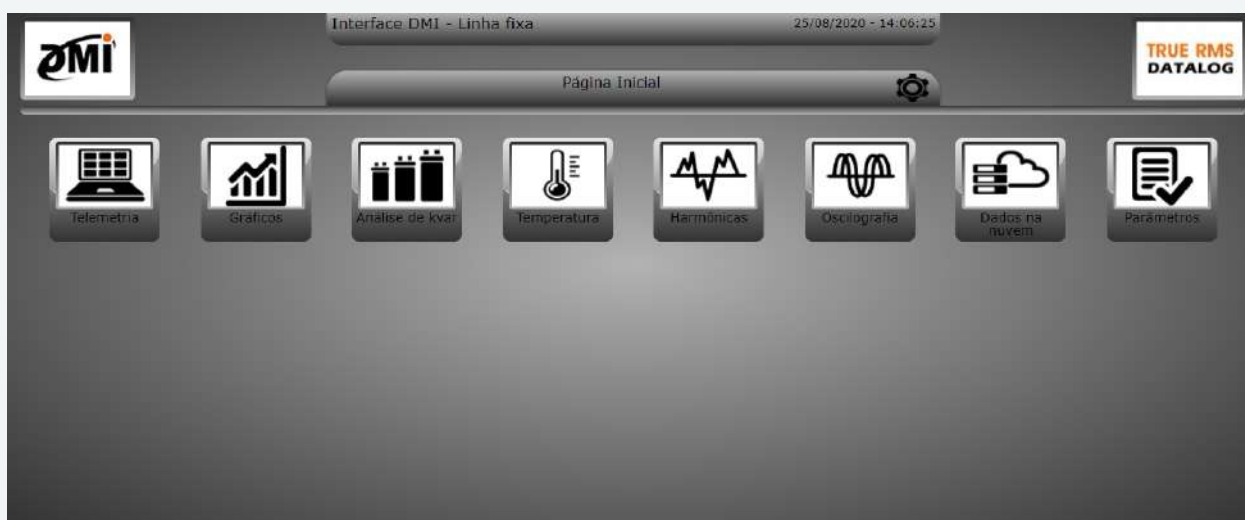 Interface DMI - Linha fixa
25/08/2020 - 14:06:25
DMI
TRUE RMS
DATALOG
Página Inicial
Telemetria
Gráficos
Análise de kvar
Temperatura
Harmônicas
Oscilografia
Dados na
nuvem
Parâmetros